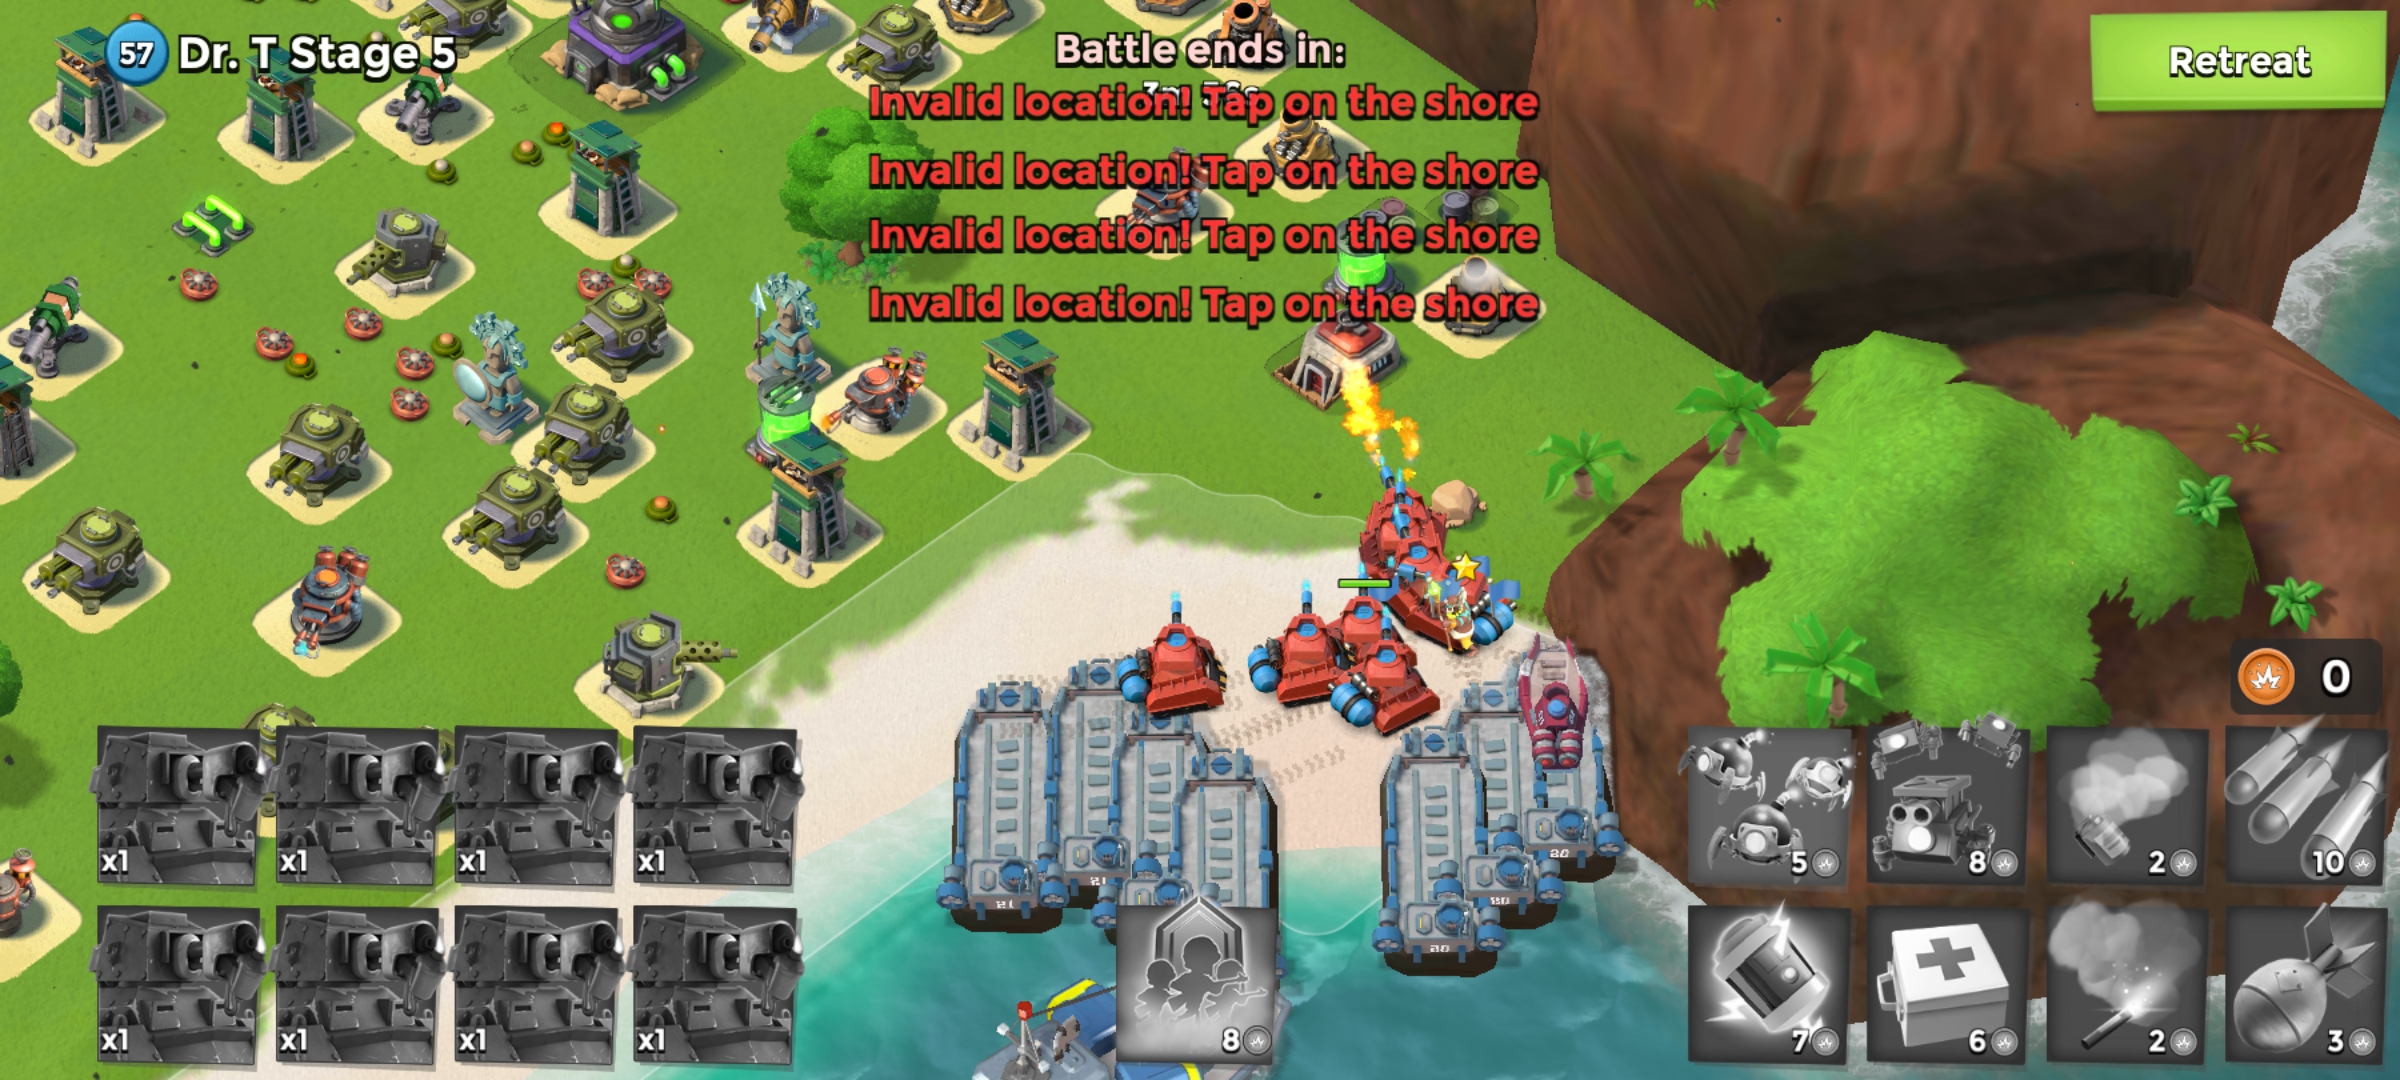 57 Dr. T Stage 5
Battle ends in:
Retreat
Invalid location! Tap on the shore
Invalid location! Tap on the shore
Invalid location! Tap on the shore
Invalid location! Tap on the shore
0
x1 x1 x1 x1
5 8 2 10
x1 x1 x1 x1
8
7 6 2 3